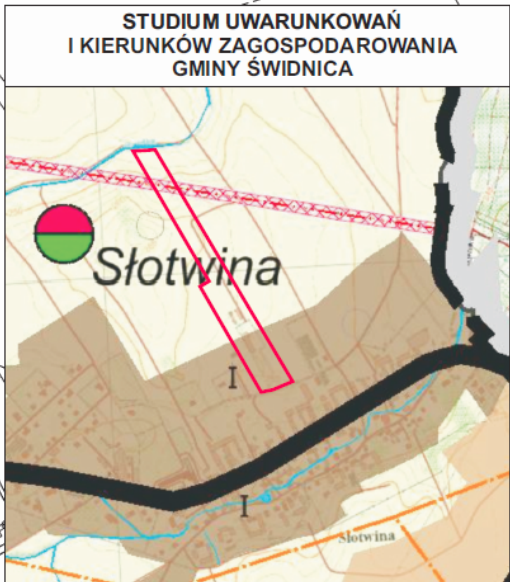 STUDIUM UWARUNKOWAŃ
I KIERUNKÓW ZAGOSPODAROWANIA
GMINY ŚWIDNICA
Słotwina
I
I
Słotwina